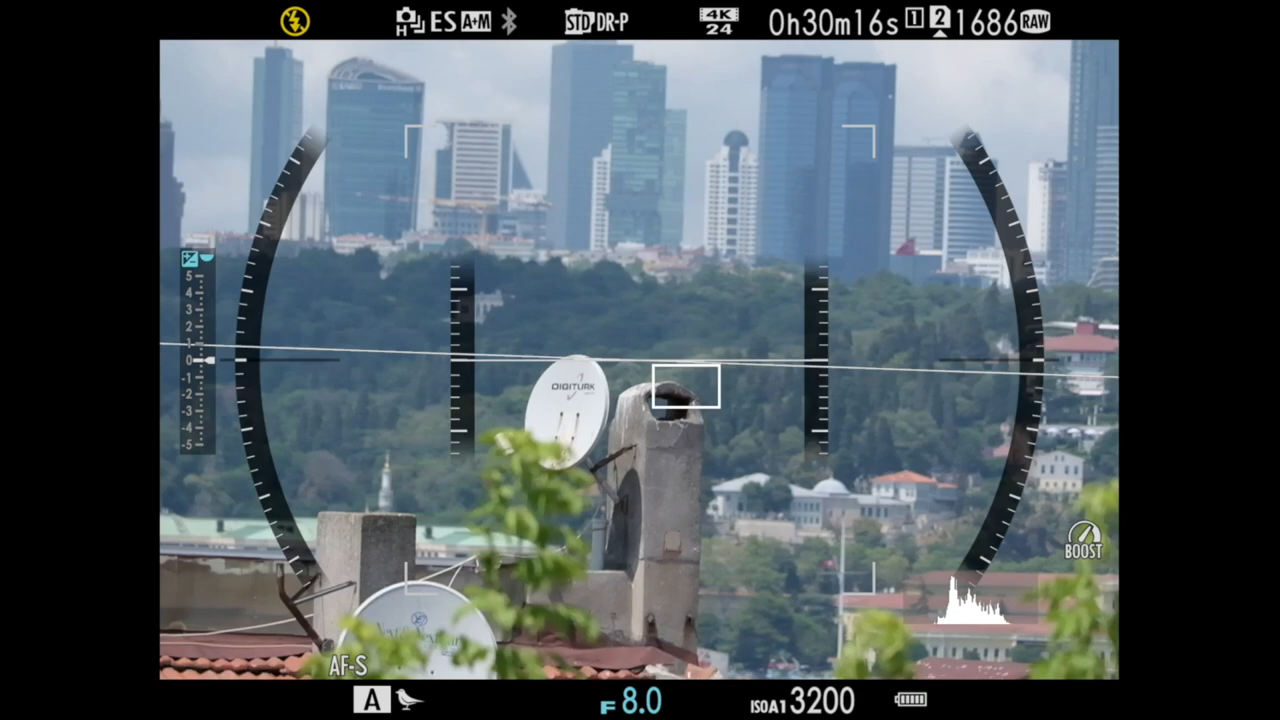 H ES A+M STD DR-P 4K 24 0h30m16s 1 2 1686 RAW
5
4
3
2
1
0
-1
-2
-3
-4
-5
DIGITURK
BOOST
AF-S
A F8.0 ISO A1 3200